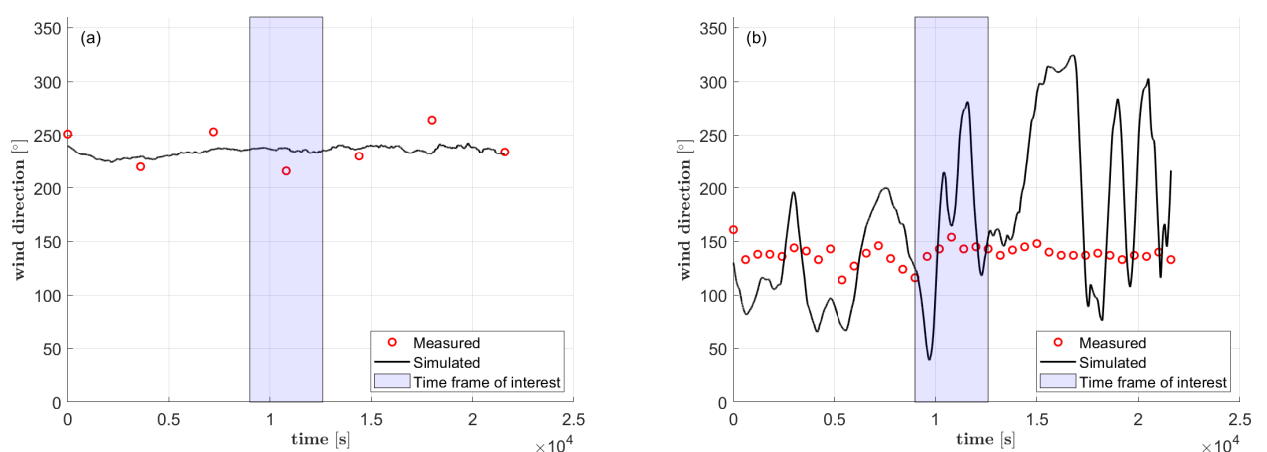 (a)
350
300
250
200
150
100
50
0
wind direction [°]
0 0.5 1 1.5 2 2.5
time [s]
×10⁴
Measured
Simulated
Time frame of interest
(b)
350
300
250
200
150
100
50
0
wind direction [°]
0 0.5 1 1.5 2 2.5
time [s]
×10⁴
Measured
Simulated
Time frame of interest